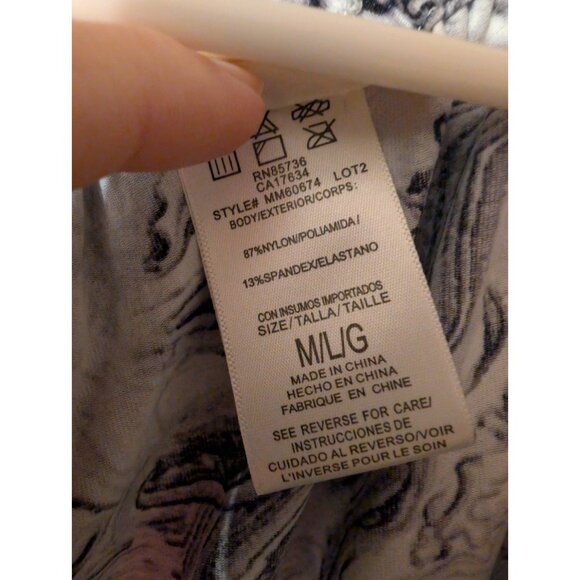 RN85736
CA17634
STYLE# MM60674 LOT2
BODY/EXTERIOR/CORPS:
87%NYLON/POLIAMIDA/
13%SPANDEX/ELASTANO
CON INSUMOS IMPORTADOS
SIZE/TALLA/TAILLE
M/L/G
MADE IN CHINA
HECHO EN CHINA
FABRIQUE EN CHINE
SEE REVERSE FOR CARE/
INSTRUCCIONES DE
CUIDADO AL REVERSO/VOIR
L'INVERSE POUR LE SOIN